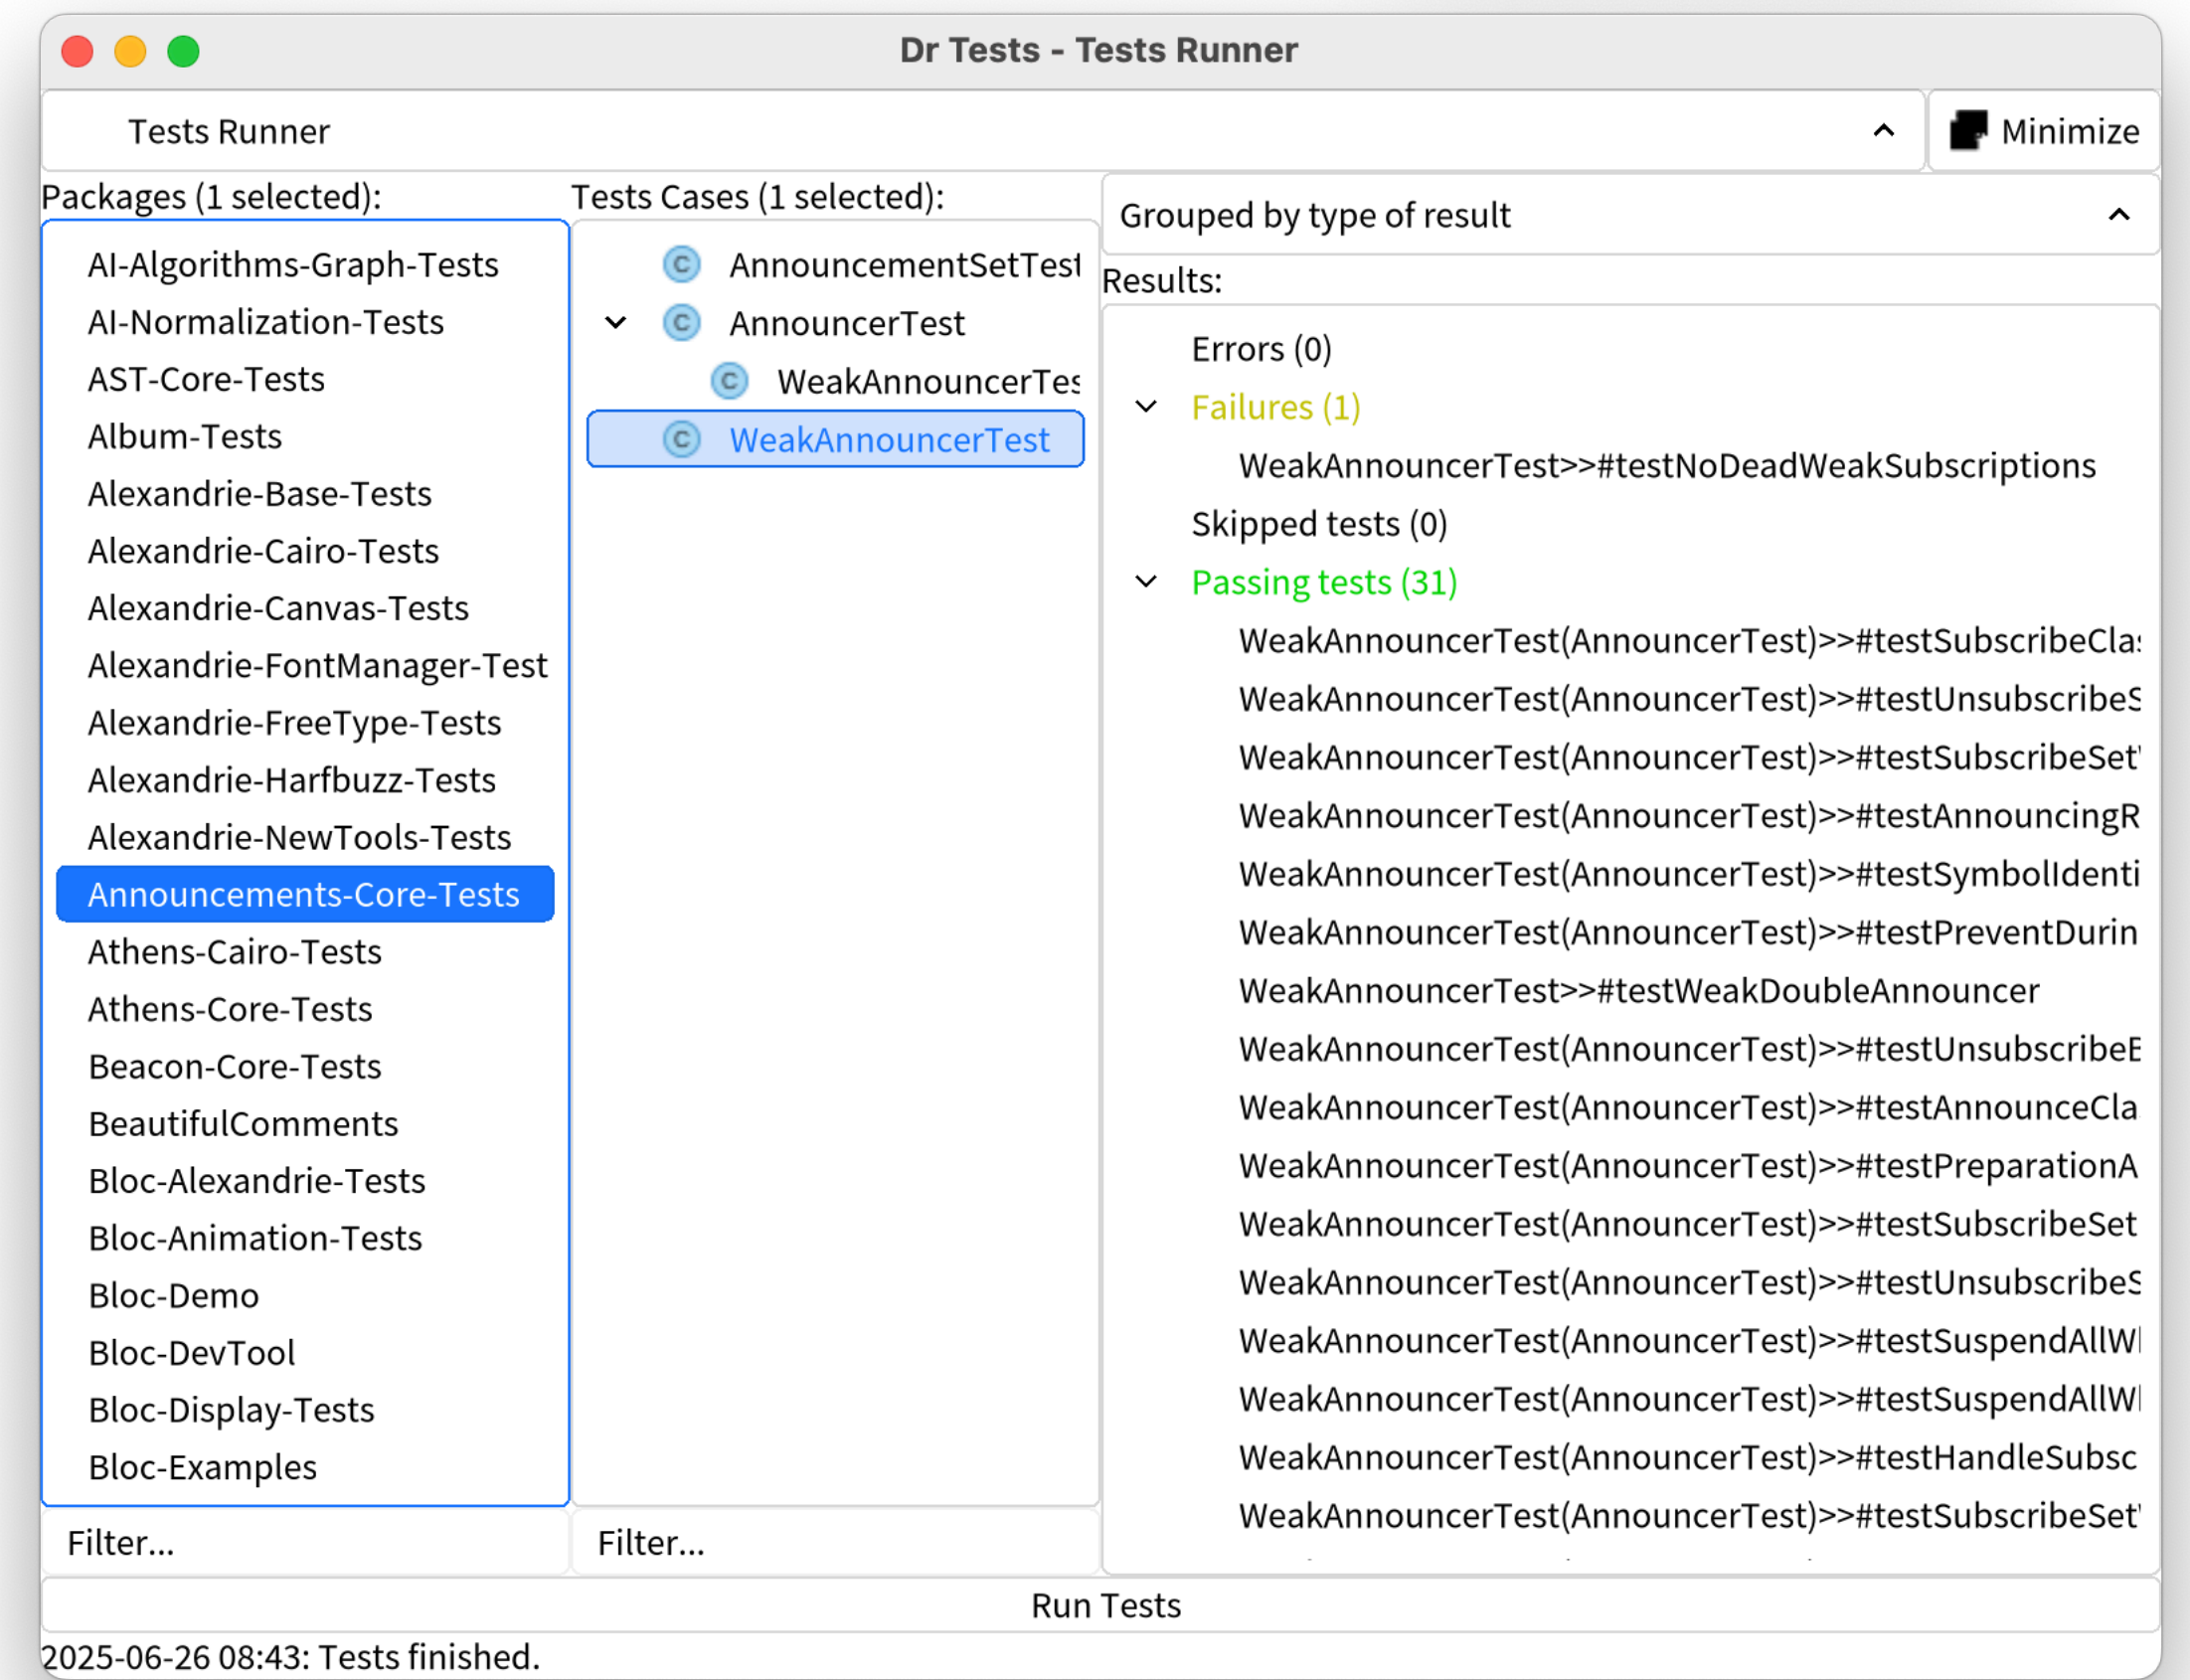 Dr Tests - Tests Runner
Tests Runner
Minimize
Packages (1 selected):
AI-Algorithms-Graph-Tests
AI-Normalization-Tests
AST-Core-Tests
Album-Tests
Alexandrie-Base-Tests
Alexandrie-Cairo-Tests
Alexandrie-Canvas-Tests
Alexandrie-FontManager-Test
Alexandrie-FreeType-Tests
Alexandrie-Harfbuzz-Tests
Alexandrie-NewTools-Tests
Announcements-Core-Tests
Athens-Cairo-Tests
Athens-Core-Tests
Beacon-Core-Tests
BeautifulComments
Bloc-Alexandrie-Tests
Bloc-Animation-Tests
Bloc-Demo
Bloc-DevTool
Bloc-Display-Tests
Bloc-Examples
Filter...
Tests Cases (1 selected):
C AnnouncementSetTest
C AnnouncerTest
C WeakAnnouncerTes
C WeakAnnouncerTest
Filter...
Grouped by type of result
Results:
Errors (0)
Failures (1)
WeakAnnouncerTest>>#testNoDeadWeakSubscriptions
Skipped tests (0)
Passing tests (31)
WeakAnnouncerTest(AnnouncerTest)>>#testSubscribeClas
WeakAnnouncerTest(AnnouncerTest)>>#testUnsubscribeS
WeakAnnouncerTest(AnnouncerTest)>>#testSubscribeSet
WeakAnnouncerTest(AnnouncerTest)>>#testAnnouncingR
WeakAnnouncerTest(AnnouncerTest)>>#testSymbolIdenti
WeakAnnouncerTest(AnnouncerTest)>>#testPreventDurin
WeakAnnouncerTest>>#testWeakDoubleAnnouncer
WeakAnnouncerTest(AnnouncerTest)>>#testUnsubscribeB
WeakAnnouncerTest(AnnouncerTest)>>#testAnnounceCla
WeakAnnouncerTest(AnnouncerTest)>>#testPreparationA
WeakAnnouncerTest(AnnouncerTest)>>#testSubscribeSet
WeakAnnouncerTest(AnnouncerTest)>>#testUnsubscribeS
WeakAnnouncerTest(AnnouncerTest)>>#testSuspendAllW
WeakAnnouncerTest(AnnouncerTest)>>#testSuspendAllW
WeakAnnouncerTest(AnnouncerTest)>>#testHandleSubsc
WeakAnnouncerTest(AnnouncerTest)>>#testSubscribeSet
Run Tests
2025-06-26 08:43: Tests finished.